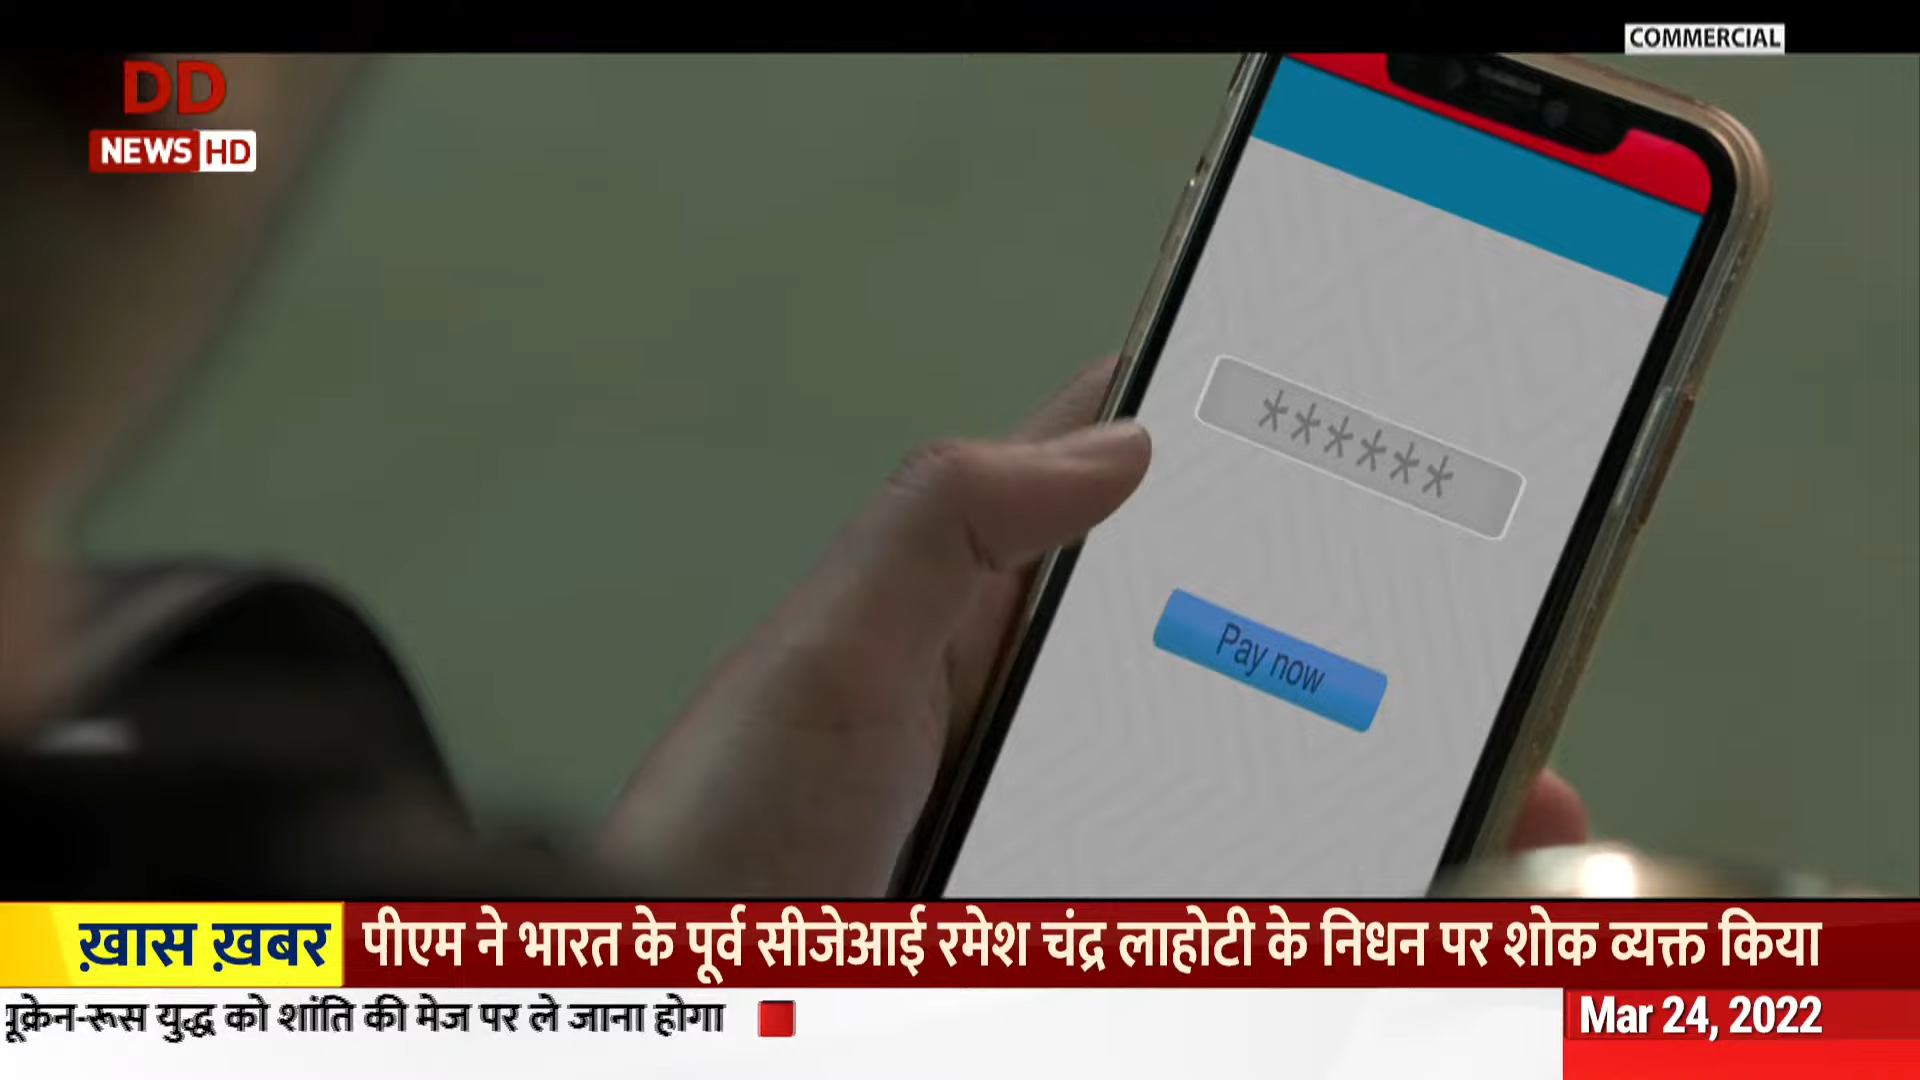 COMMERCIAL
DD
NEWS HD
******
Pay now
ख़ास ख़बर
पीएम ने भारत के पूर्व सीजेआई रमेश चंद्र लाहोटी के निधन पर शोक व्यक्त किया
यूक्रेन-रूस युद्ध को शांति की मेज पर ले जाना होगा
Mar 24, 2022